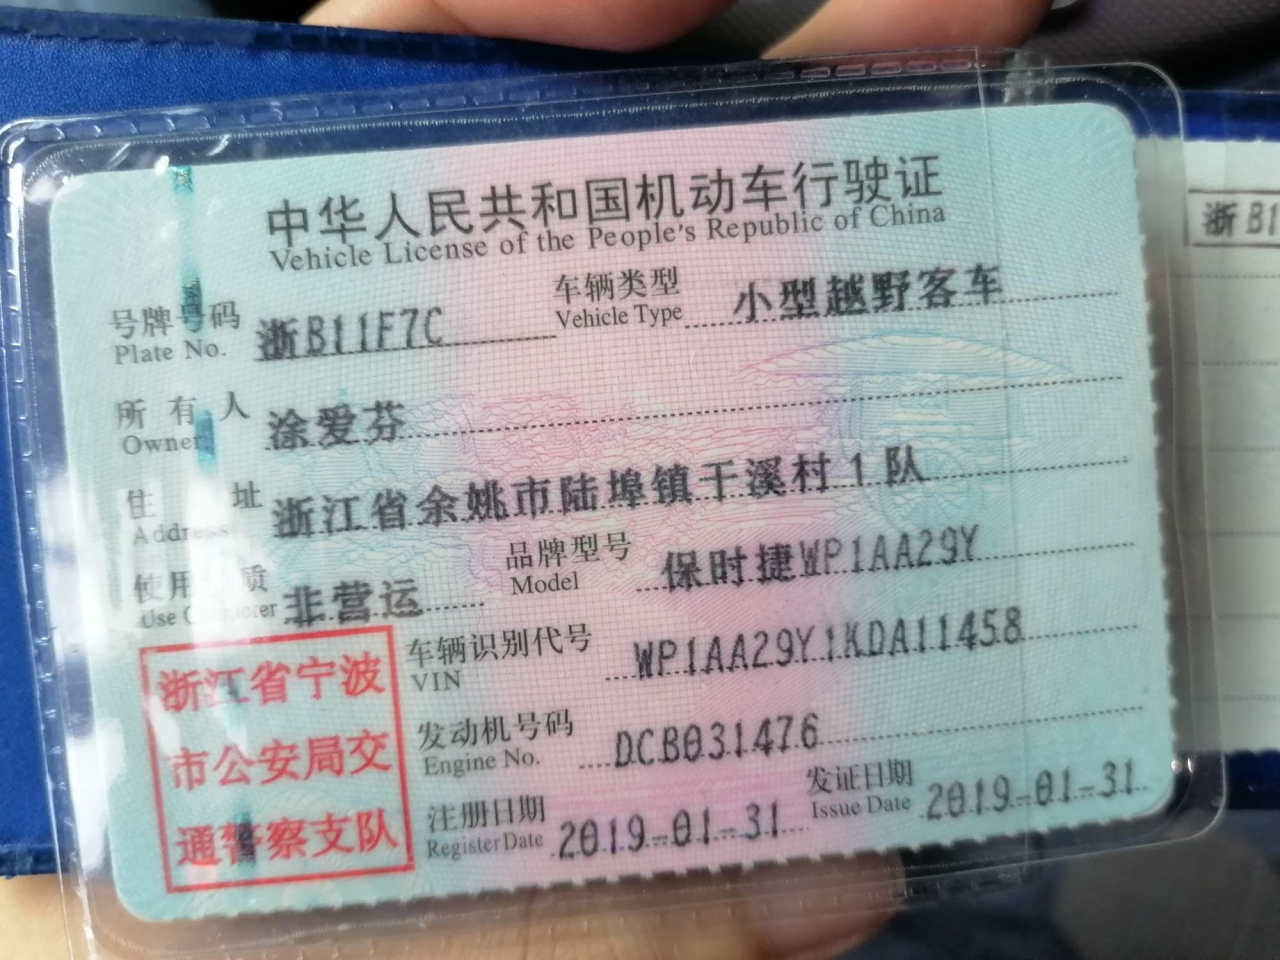 中华人民共和国机动车行驶证
Vehicle License of the People's Republic of China
号牌号码 浙B11F7C 车辆类型 小型越野客车
Plate No. Vehicle Type
所有人 涂爱芬
Owner
住址 浙江省余姚市陆埠镇干溪村1队
Address
使用性质 非营运 品牌型号 保时捷WP1AA29Y
Use Character Model
车辆识别代号 WP1AA29Y1KDA11458
VIN
发动机号码 DCB031476
Engine No.
注册日期 2019-01-31 发证日期 2019-01-31
Register Date Issue Date
浙江省宁波
市公安局交
通警察支队
浙B1